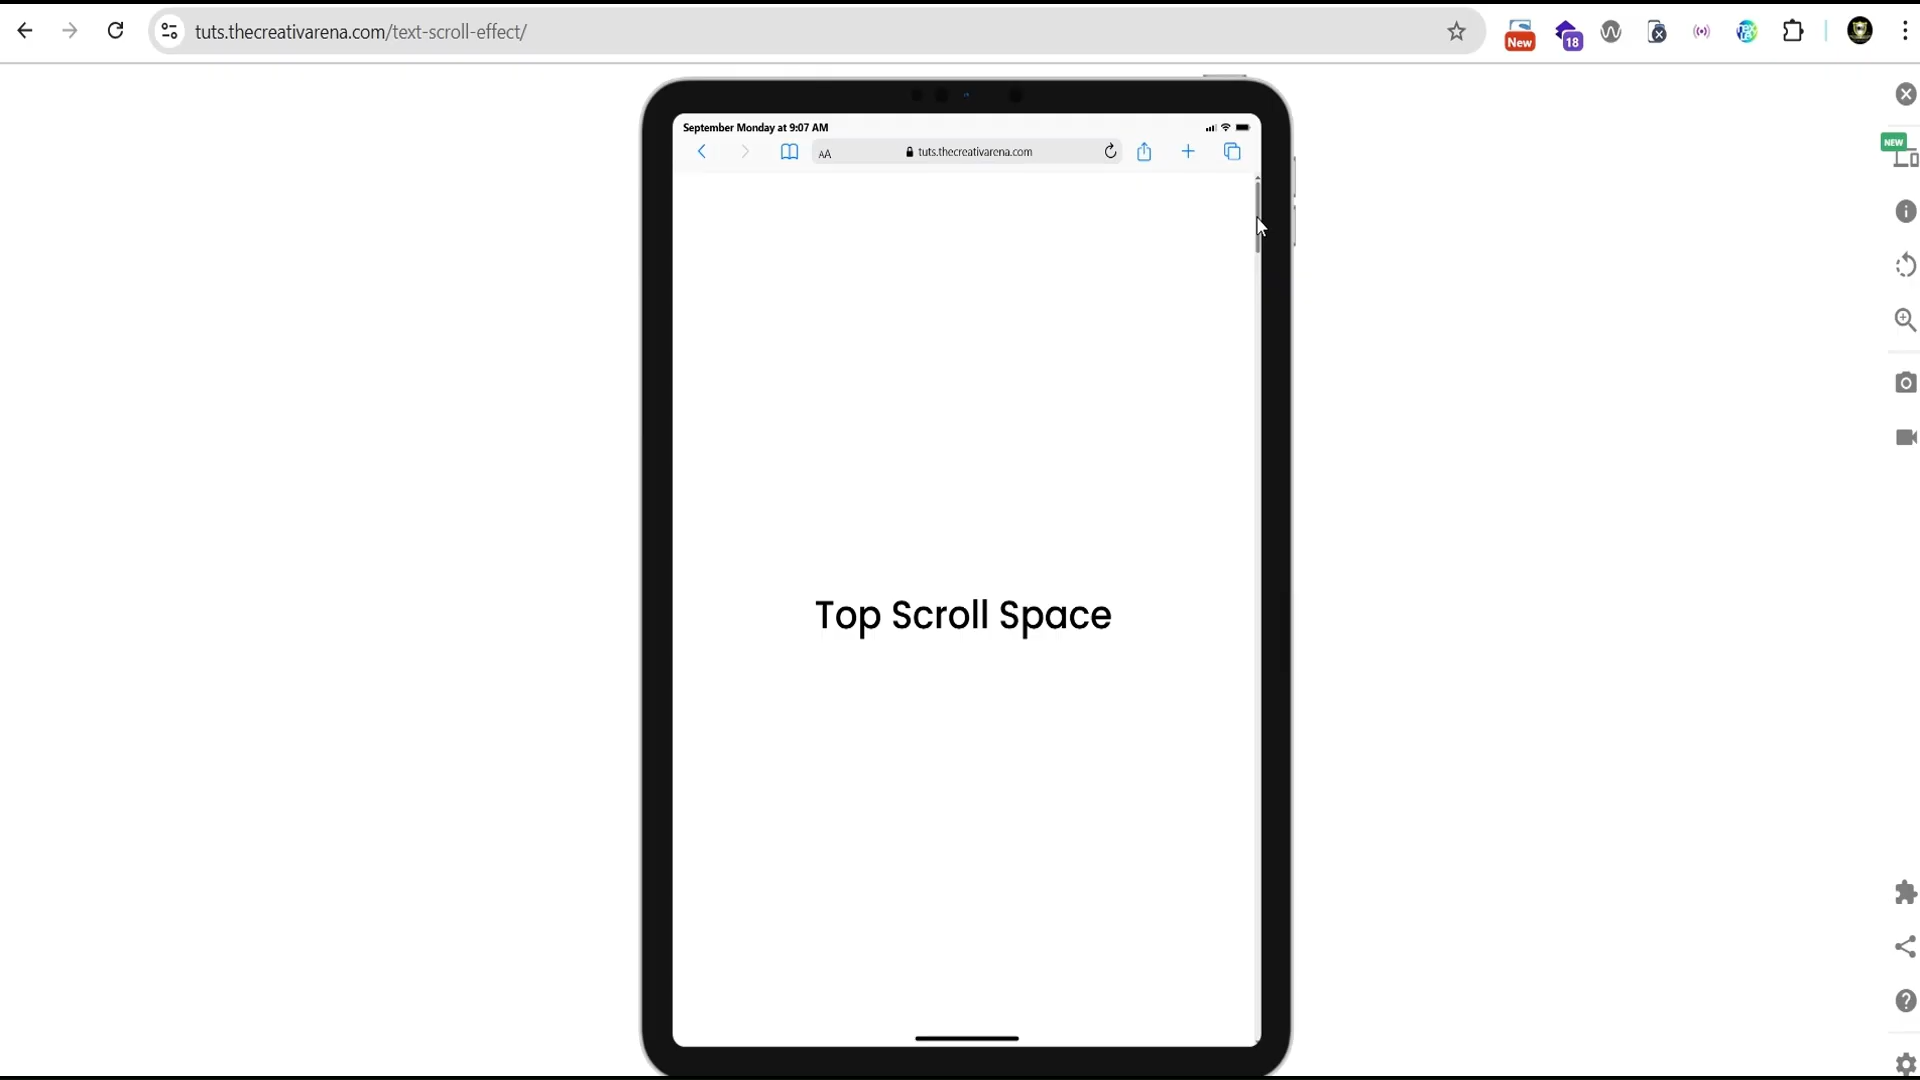 tuts.thecreativarena.com/text-scroll-effect/
New
18
September Monday at 9:07 AM
AA
tuts.thecreativarena.com
NEW
Top Scroll Space